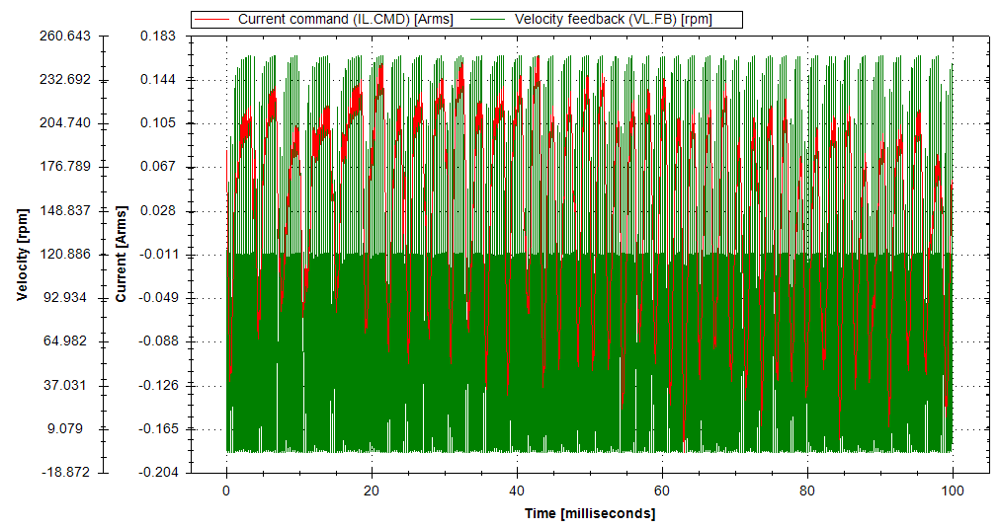 Current command (IL.CMD) [Arms] Velocity feedback (VL.FB) [rpm]
260.643 0.183
232.692 0.144
204.740 0.105
176.789 0.067
148.837 0.028
120.886 -0.011
92.934 -0.049
64.982 -0.088
37.031 -0.126
9.079 -0.165
-18.872 -0.204
Velocity [rpm]
Current [Arms]
0 20 40 60 80 100
Time [milliseconds]